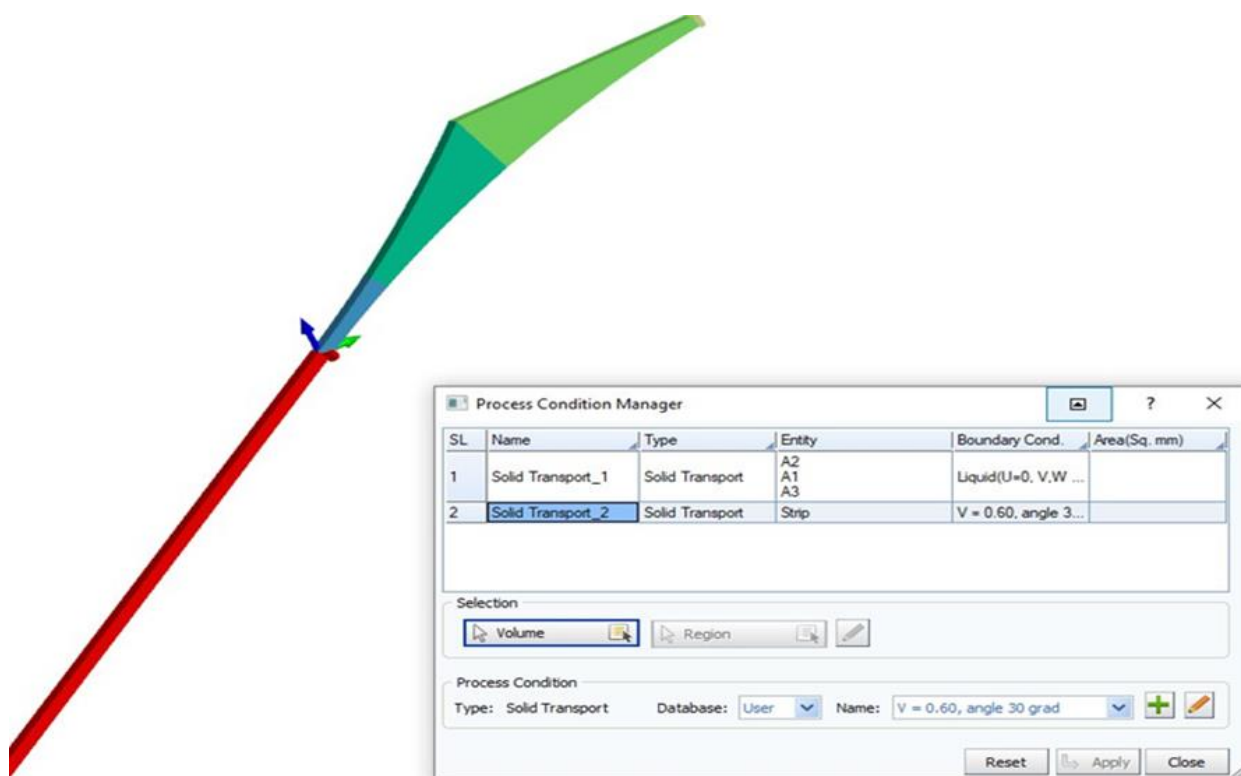 Process Condition Manager
?
SL Name Type Entity Boundary Cond. Area(Sq. mm)
1 Solid Transport_1 Solid Transport A2 A1 A3 Liquid(U=0, V,W ...
2 Solid Transport_2 Solid Transport Strip V = 0.60, angle 3...
Selection
Volume Region
Process Condition
Type: Solid Transport Database: User Name: V = 0.60, angle 30 grad
Reset Apply Close